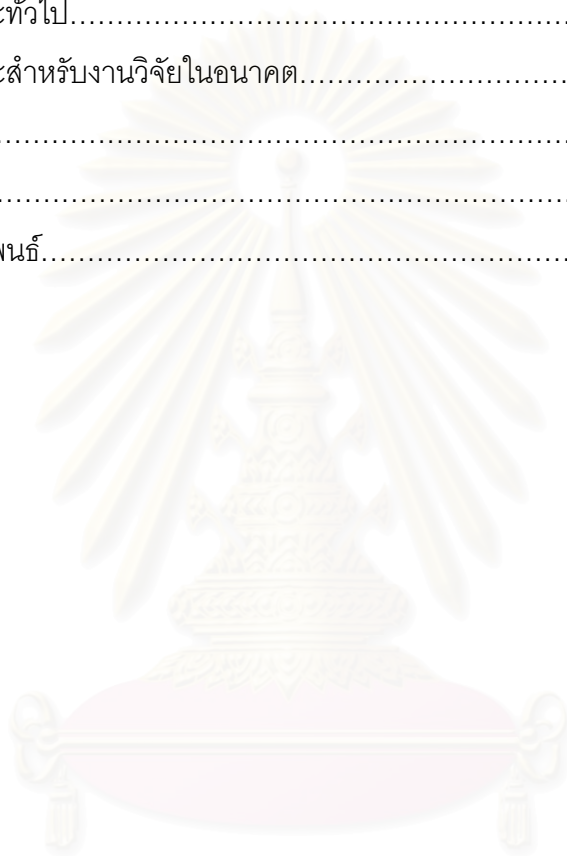 ะทั่วไป................................................................
ะสำหรับงานวิจัยในอนาคต..............................
................................................................
................................................................
พนธ์................................................................